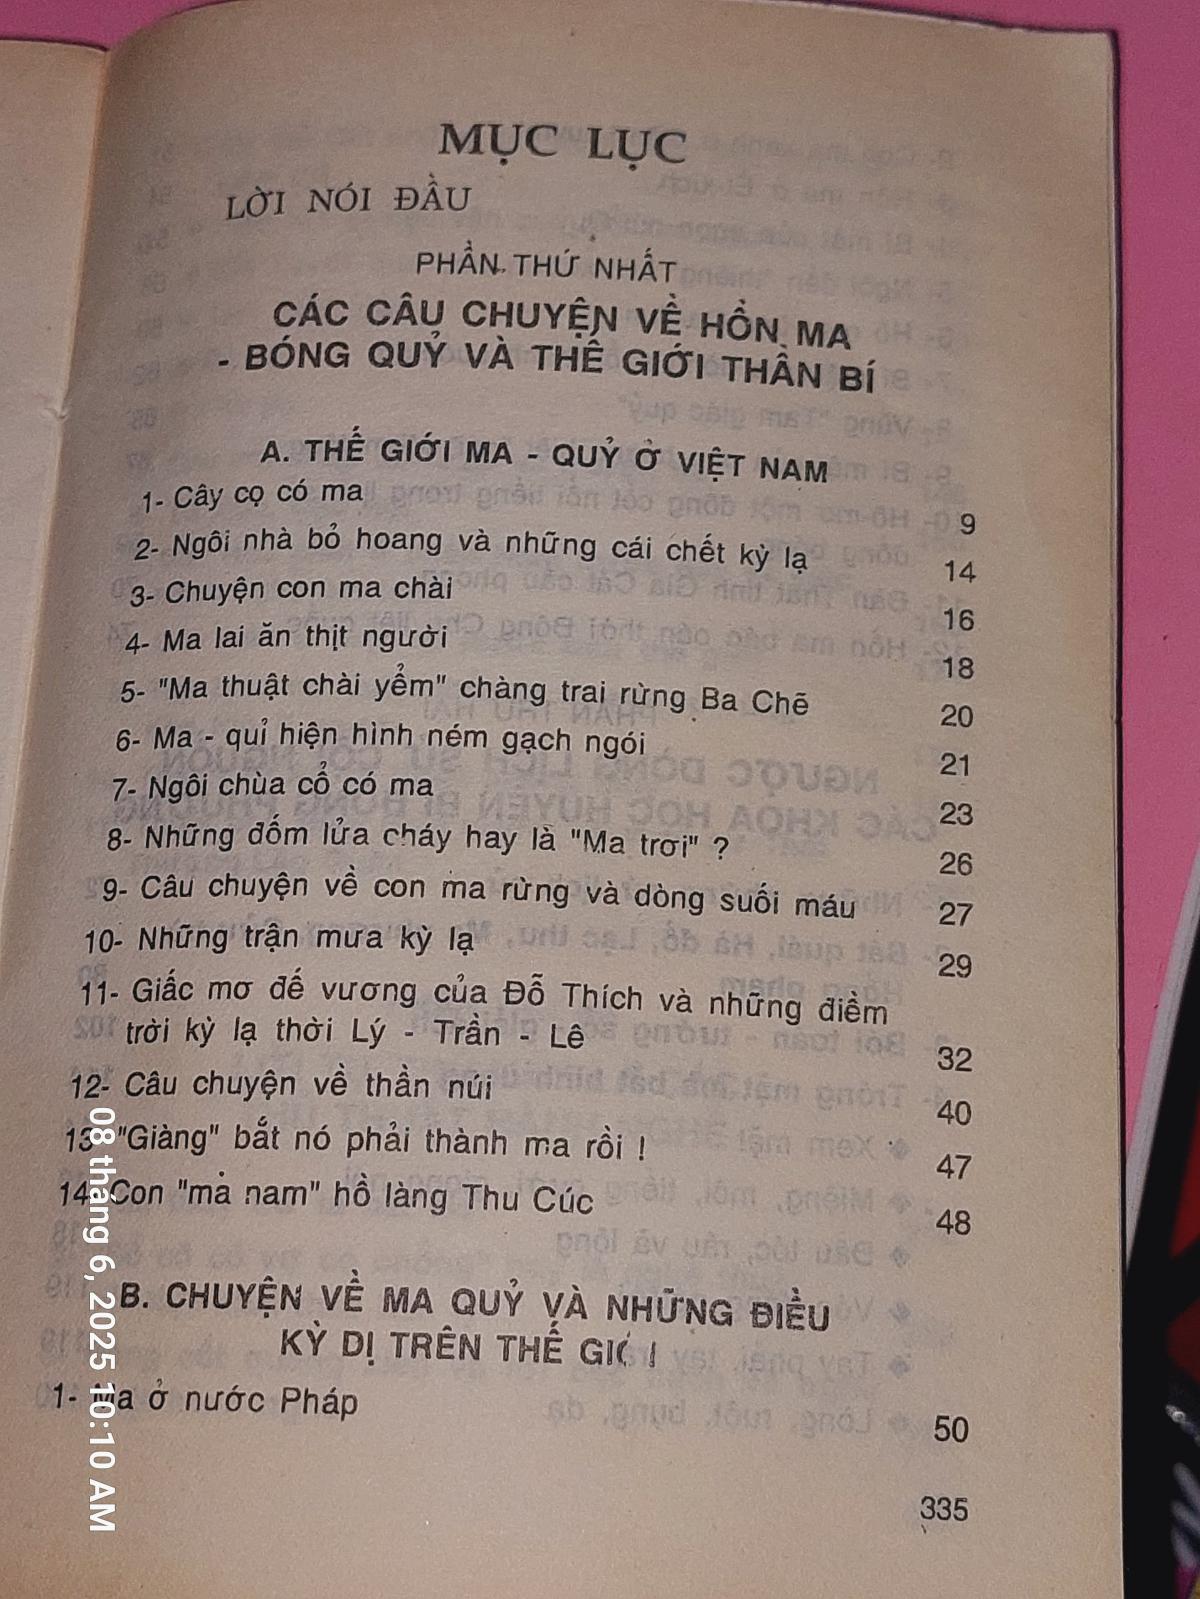 MỤC LỤC
LỜI NÓI ĐẦU
PHẦN THỨ NHẤT
CÁC CÂU CHUYỆN VỀ HỒN MA
- BÓNG QUỶ VÀ THẾ GIỚI THẦN BÍ
A. THẾ GIỚI MA - QUỶ Ở VIỆT NAM
1- Cây cọ có ma 9
2- Ngôi nhà bỏ hoang và những cái chết kỳ lạ 14
3- Chuyện con ma chài 16
4- Ma lai ăn thịt người 18
5- "Ma thuật chài yểm" chàng trai rừng Ba Chẽ 20
6- Ma - quỉ hiện hình ném gạch ngói 21
7- Ngôi chùa cổ có ma 23
8- Những đốm lửa cháy hay là "Ma trơi" ? 26
9- Câu chuyện về con ma rừng và dòng suối máu 27
10- Những trận mưa kỳ lạ 29
11- Giấc mơ đế vương của Đỗ Thích và những điềm
trời kỳ lạ thời Lý - Trần - Lê 32
12- Câu chuyện về thần núi 40
13- "Giàng" bắt nó phải thành ma rồi ! 47
14- Con "ma nam" hồ làng Thu Cúc 48
B. CHUYỆN VỀ MA QUỶ VÀ NHỮNG ĐIỀU
KỲ DỊ TRÊN THẾ GIỚI
1- Ma ở nước Pháp 50
335
08 tháng 6, 2025 10:10 AM